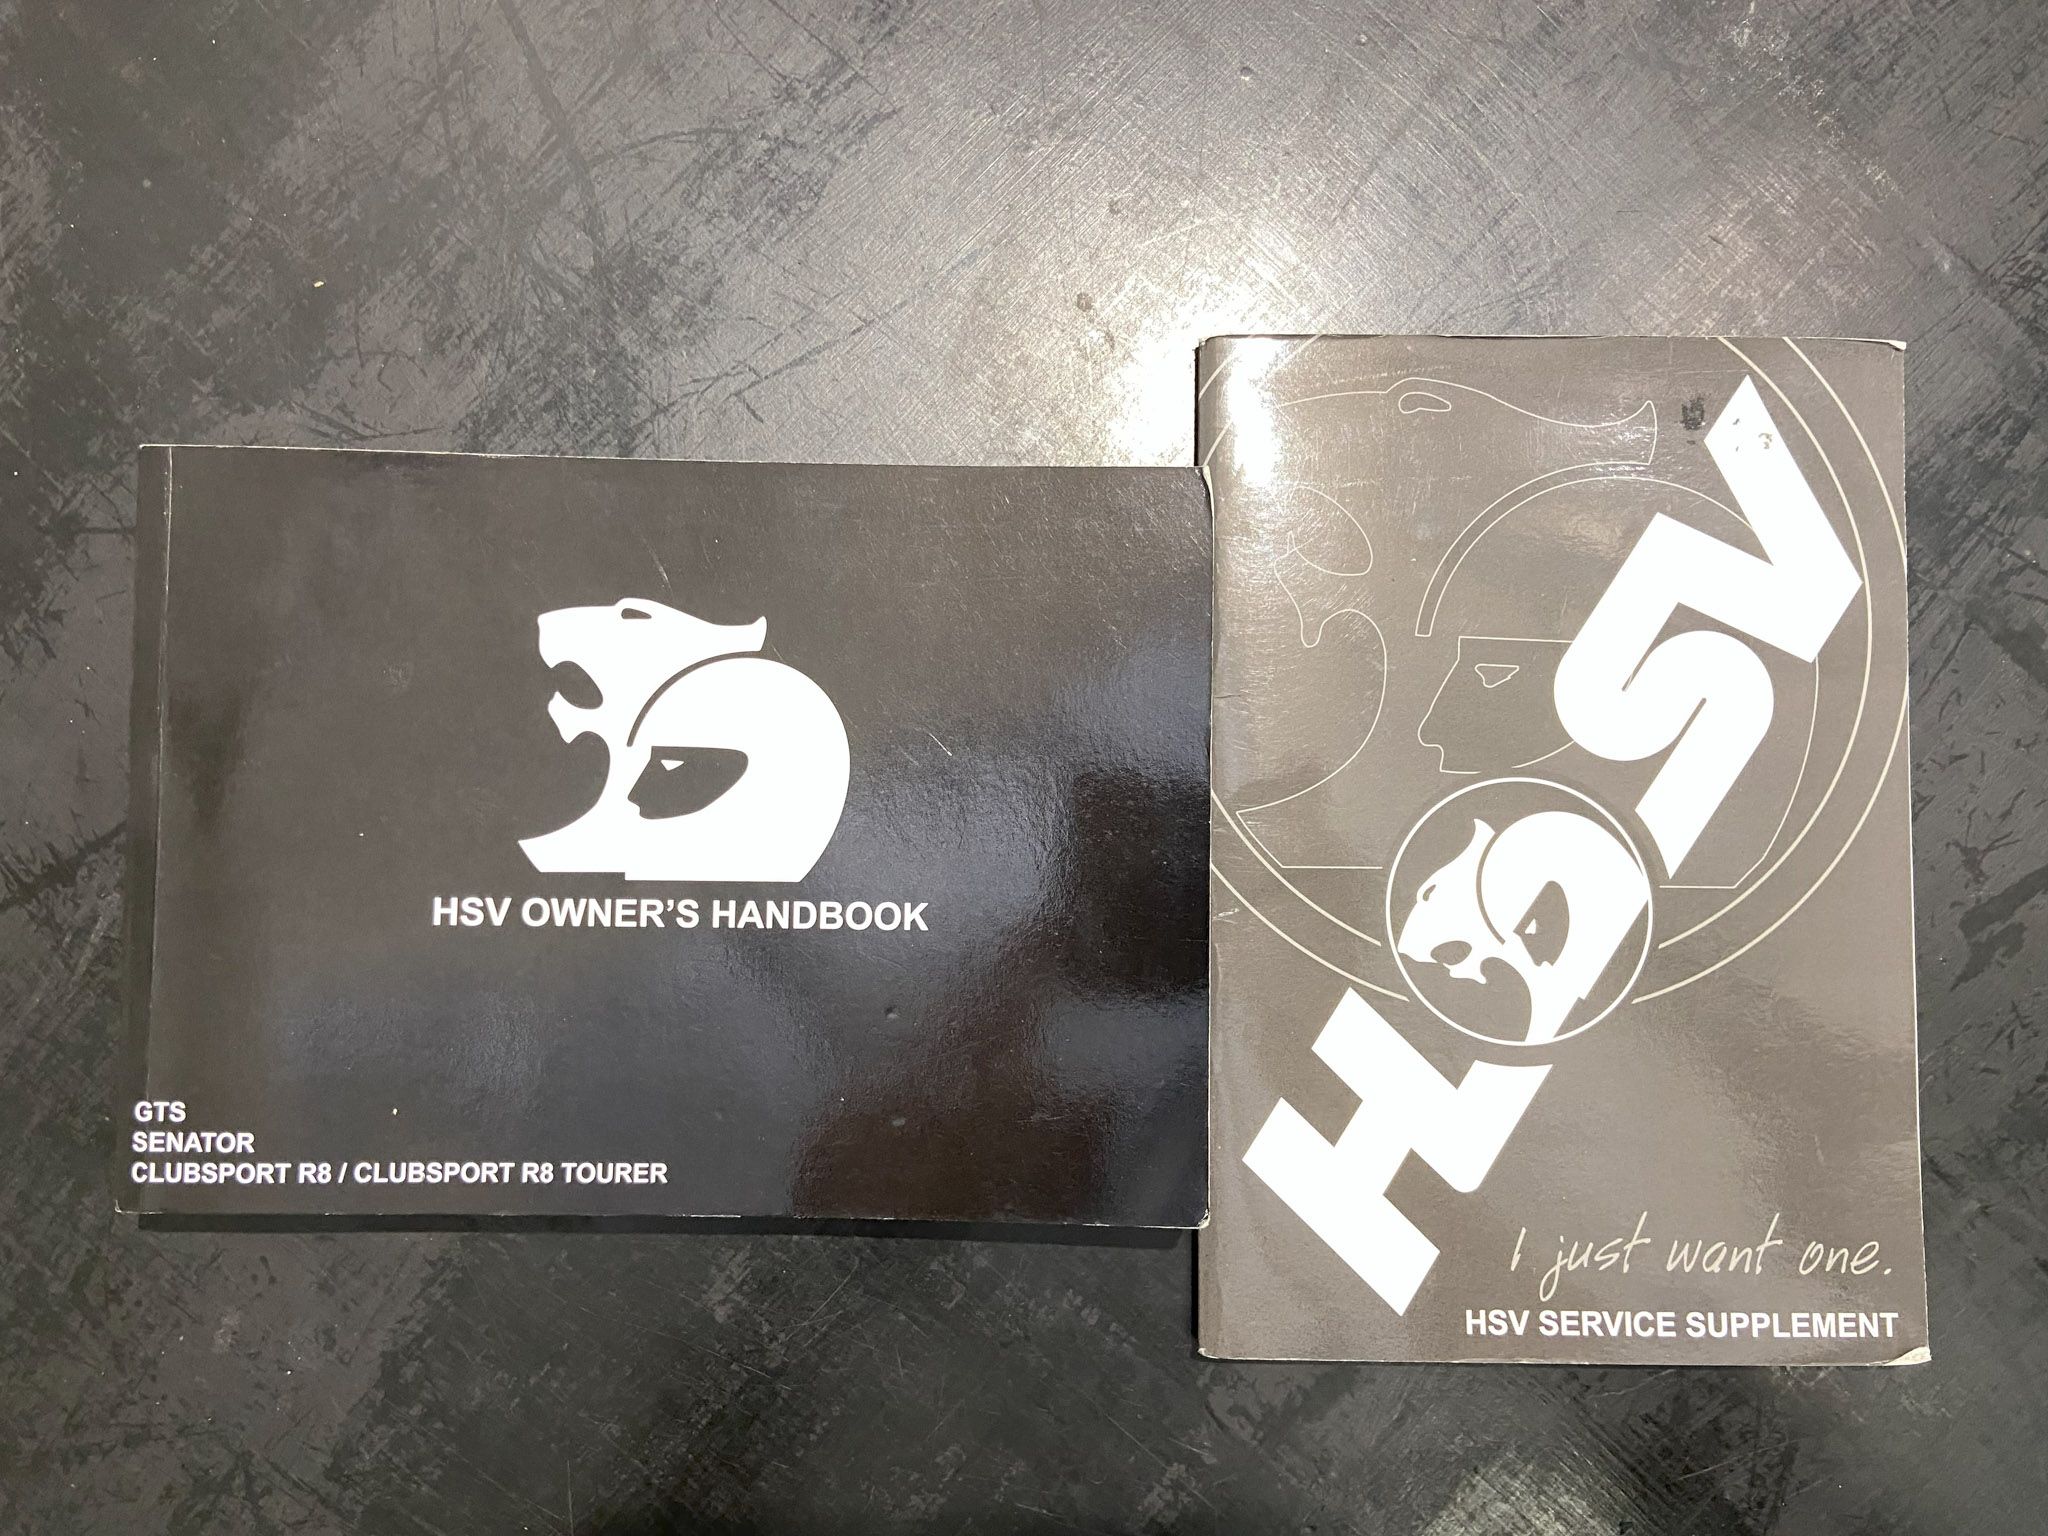 HSV OWNER'S HANDBOOK
GTS
SENATOR
CLUBSPORT R8 / CLUBSPORT R8 TOURER
HSV
I just want one.
HSV SERVICE SUPPLEMENT